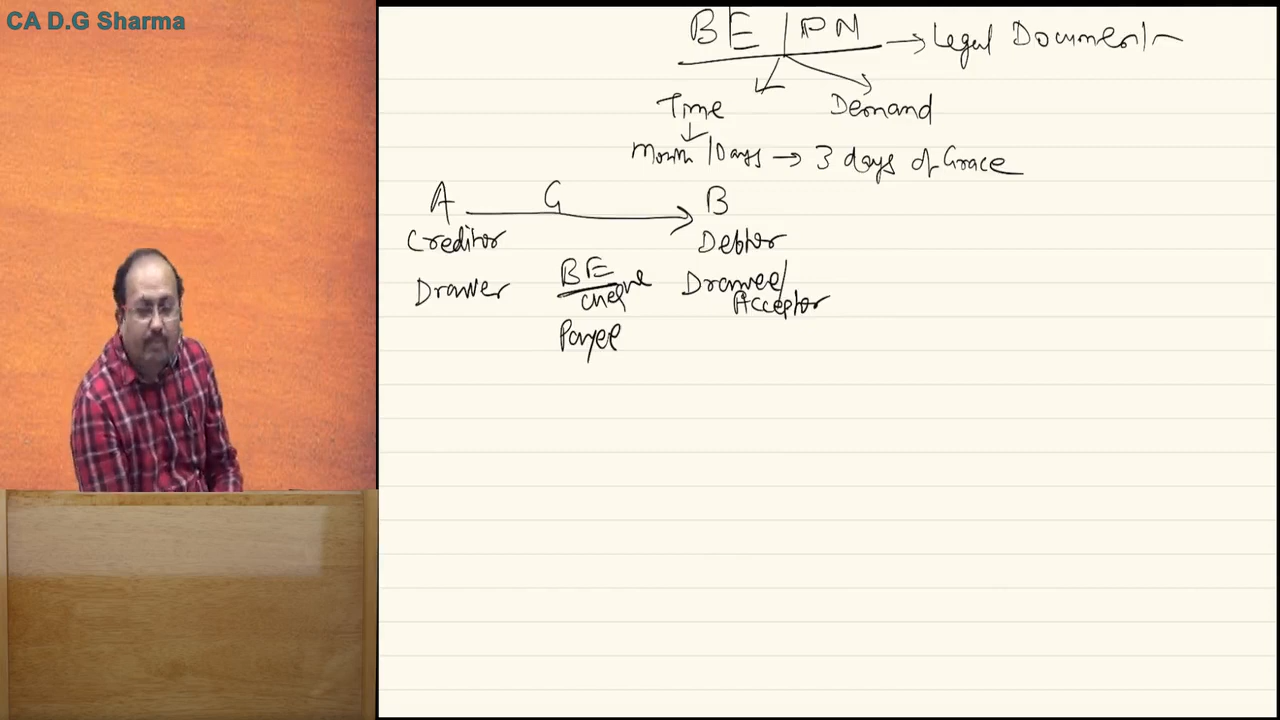 CA D.G Sharma
BE / PN → Legal Document
Time Demand
Month / Days → 3 days of Grace
A G B
Creditor Debtor
Drawer BE Drawee/
cheque Acceptor
Payee